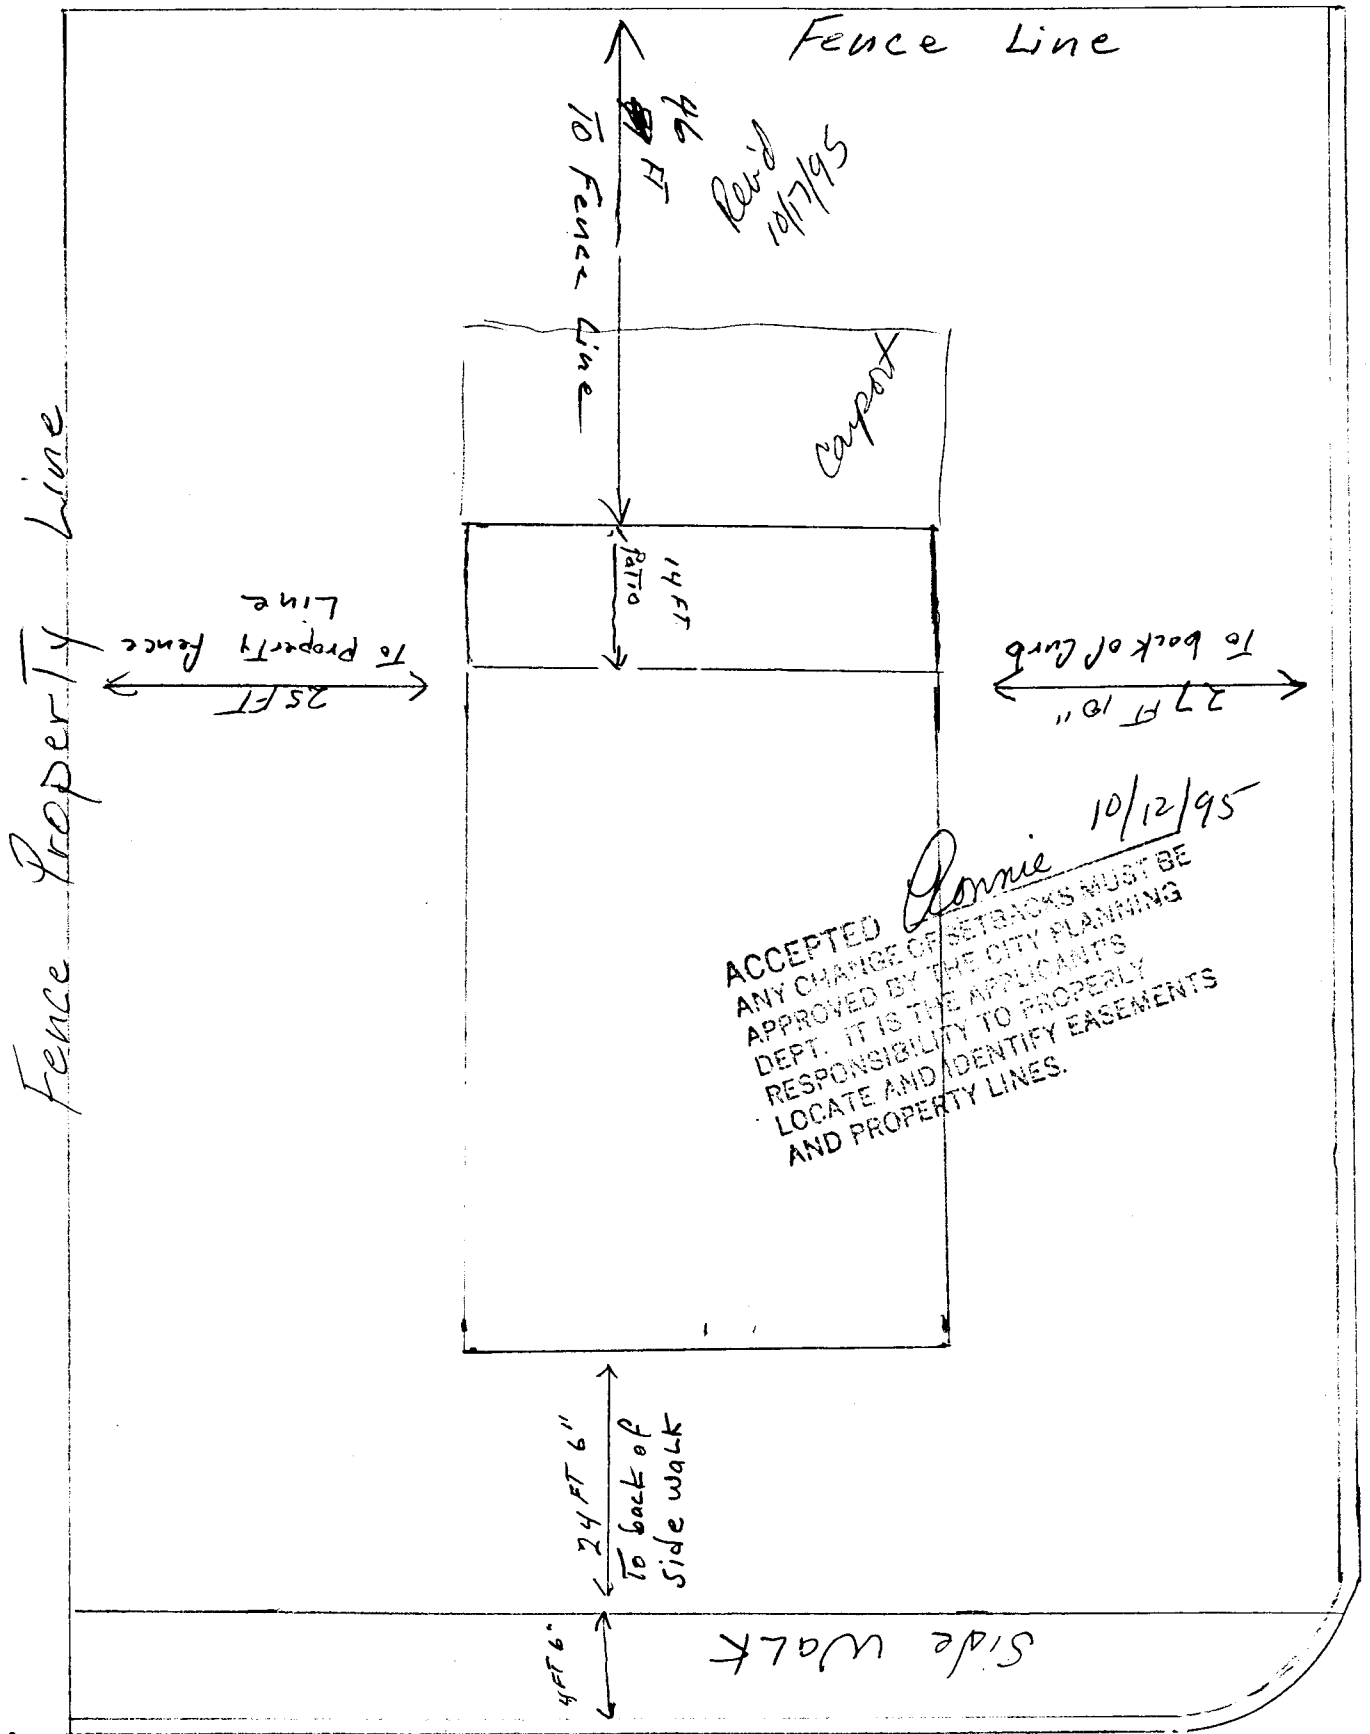 Fence Line
46
FT
To Fence Line
Rev'd
10/17/95
carport
14 FT
PaTio
Fence Property Line
25 FT
To Property fence
Line
27 FT 10"
To back of Curb
10/12/95
ACCEPTED Ronnie
ANY CHANGE OF SETBACKS MUST BE
APPROVED BY THE CITY PLANNING
DEPT. IT IS THE APPLICANT'S
RESPONSIBILITY TO PROPERLY
LOCATE AND IDENTIFY EASEMENTS
AND PROPERTY LINES.
24 FT 6"
To back of
Side walk
4 FT 6"
Side Walk